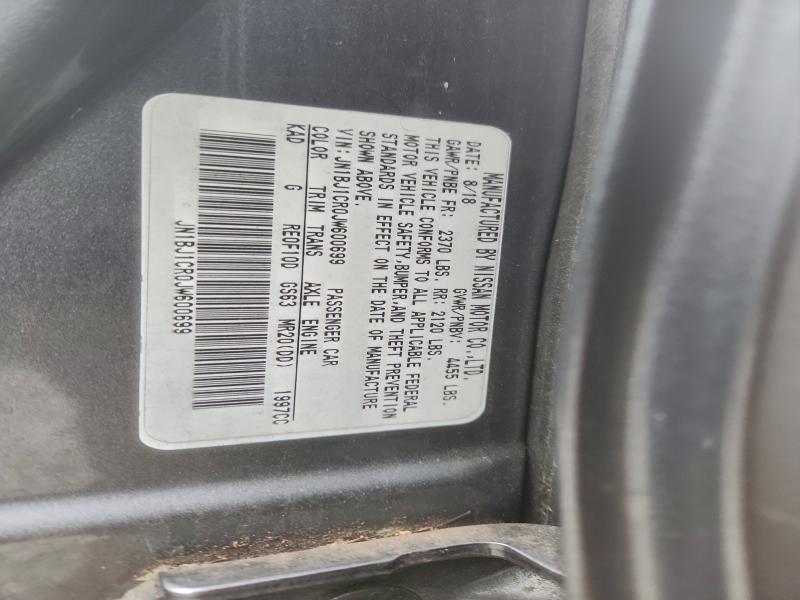 MANUFACTURED BY NISSAN MOTOR CO.,LTD.
DATE: 8/18 GVWR/PNBV: 4455 LBS.
GAWR/PNBE FR: 2370 LBS. RR: 2120 LBS.
THIS VEHICLE CONFORMS TO ALL APPLICABLE FEDERAL
MOTOR VEHICLE SAFETY,BUMPER,AND THEFT PREVENTION
STANDARDS IN EFFECT ON THE DATE OF MANUFACTURE
SHOWN ABOVE.
VIN:JN1BJ1CR0JW600699 PASSENGER CAR
COLOR TRIM TRANS AXLE ENGINE
KAD G RE0F10D GS63 MR20(DD) 1997CC
JN1BJ1CR0JW600699